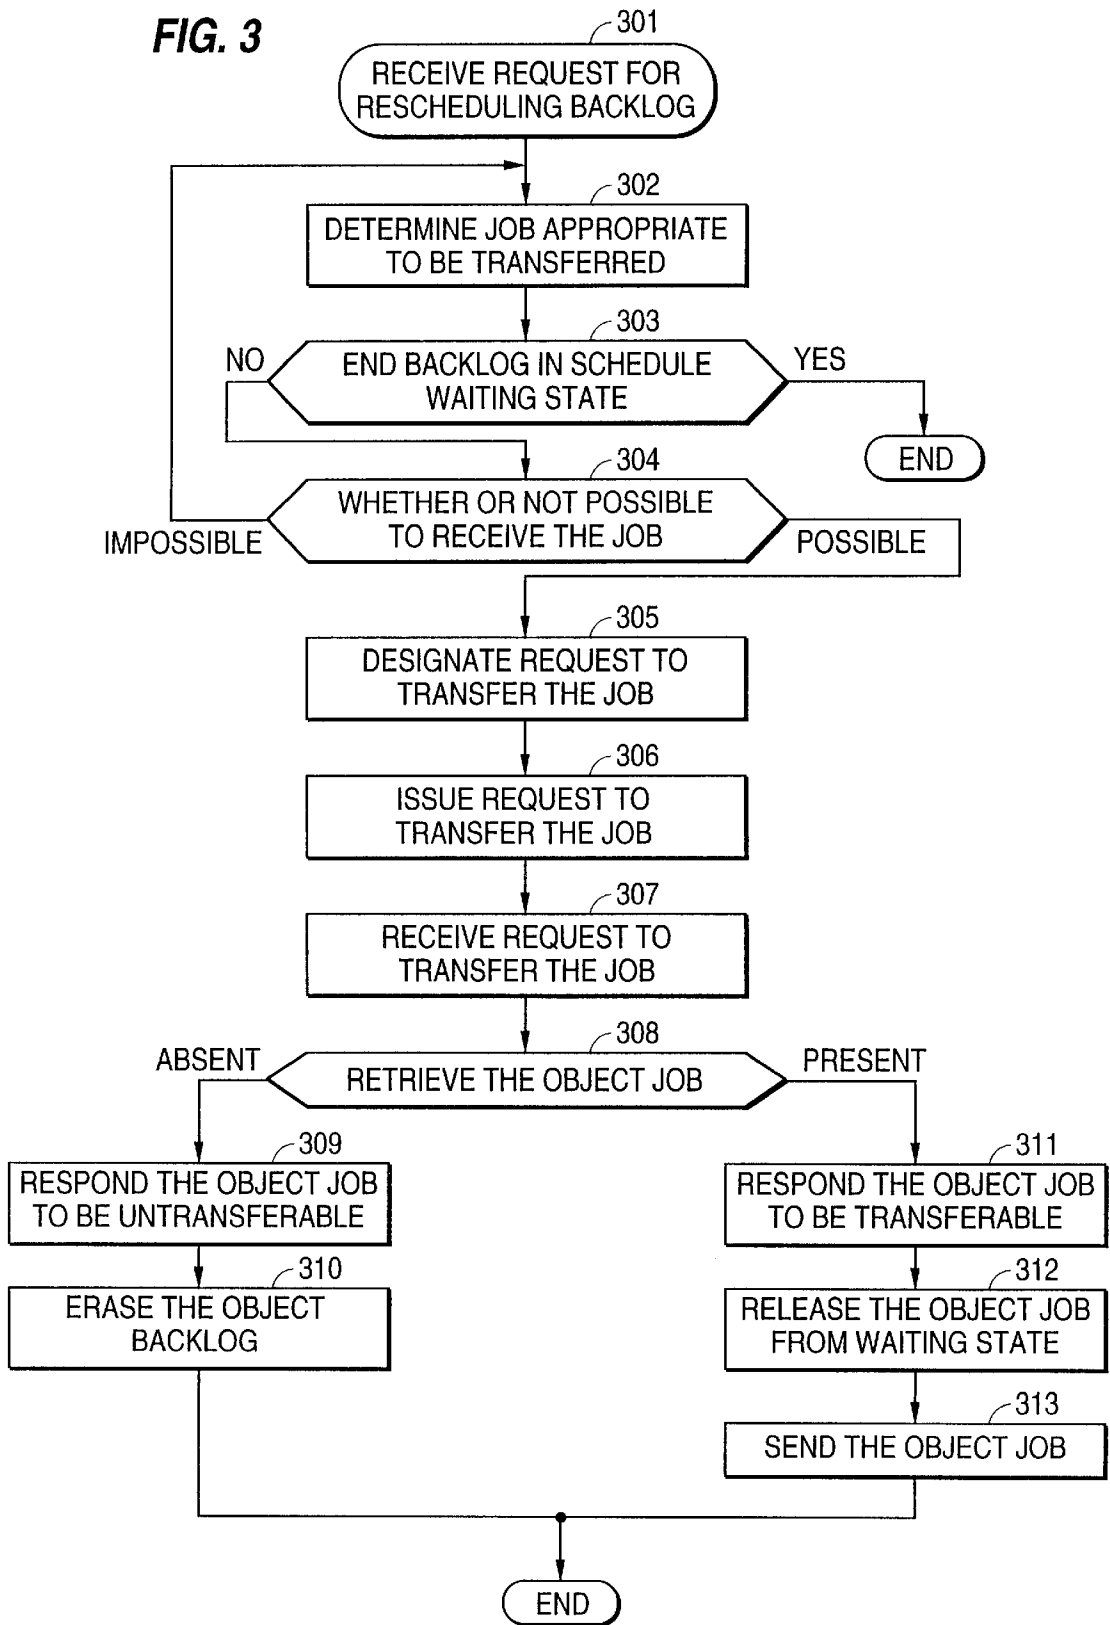 FIG. 3
301
RECEIVE REQUEST FOR
RESCHEDULING BACKLOG
302
DETERMINE JOB APPROPRIATE
TO BE TRANSFERRED
303
NO
END BACKLOG IN SCHEDULE
WAITING STATE
YES
END
304
WHETHER OR NOT POSSIBLE
TO RECEIVE THE JOB
IMPOSSIBLE
POSSIBLE
305
DESIGNATE REQUEST TO
TRANSFER THE JOB
306
ISSUE REQUEST TO
TRANSFER THE JOB
307
RECEIVE REQUEST TO
TRANSFER THE JOB
308
ABSENT
RETRIEVE THE OBJECT JOB
PRESENT
309
RESPOND THE OBJECT JOB
TO BE UNTRANSFERABLE
310
ERASE THE OBJECT
BACKLOG
311
RESPOND THE OBJECT JOB
TO BE TRANSFERABLE
312
RELEASE THE OBJECT JOB
FROM WAITING STATE
313
SEND THE OBJECT JOB
END